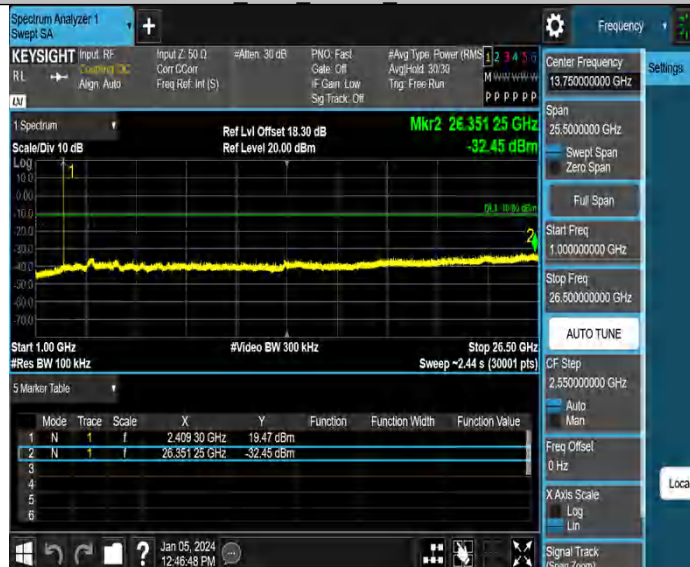 Spectrum Analyzer 1
Swept SA
+
Frequency
KEYSIGHT
RL
Input: RF
Coupling: DC
Align: Auto
Input Z: 50 Ω
Corr CCorr
Freq Ref: Int (S)
#Atten: 30 dB
PNO: Fast
Gate: Off
IF Gain: Low
Sig Track: Off
#Avg Type: Power (RMS)
Avg|Hold: 30/30
Trig: Free Run
1 2 3 4 5 6
M W W W W W
P P P P P P
LXI
1 Spectrum
Scale/Div 10 dB
Ref Lvl Offset 18.30 dB
Ref Level 20.00 dBm
Mkr2 26.351 25 GHz
-32.45 dBm
Log
10.0
0.00
-10.0
-20.0
-30.0
-40.0
-50.0
-60.0
-70.0
1
2
Start 1.00 GHz
#Res BW 100 kHz
#Video BW 300 kHz
Stop 26.50 GHz
Sweep ~2.44 s (30001 pts)
5 Marker Table
Mode Trace Scale X Y Function Function Width Function Value
1 N 1 f 2.409 30 GHz 19.47 dBm
2 N 1 f 26.351 25 GHz -32.45 dBm
3
4
5
6
?
Jan 05, 2024
12:46:48 PM
Center Frequency
13.750000000 GHz
Settings
Span
25.5000000 GHz
Swept Span
Zero Span
Full Span
Start Freq
1.000000000 GHz
Stop Freq
26.500000000 GHz
AUTO TUNE
CF Step
2.550000000 GHz
Auto
Man
Freq Offset
0 Hz
X Axis Scale
Log
Lin
Signal Track
(Span Zoom)
Loca